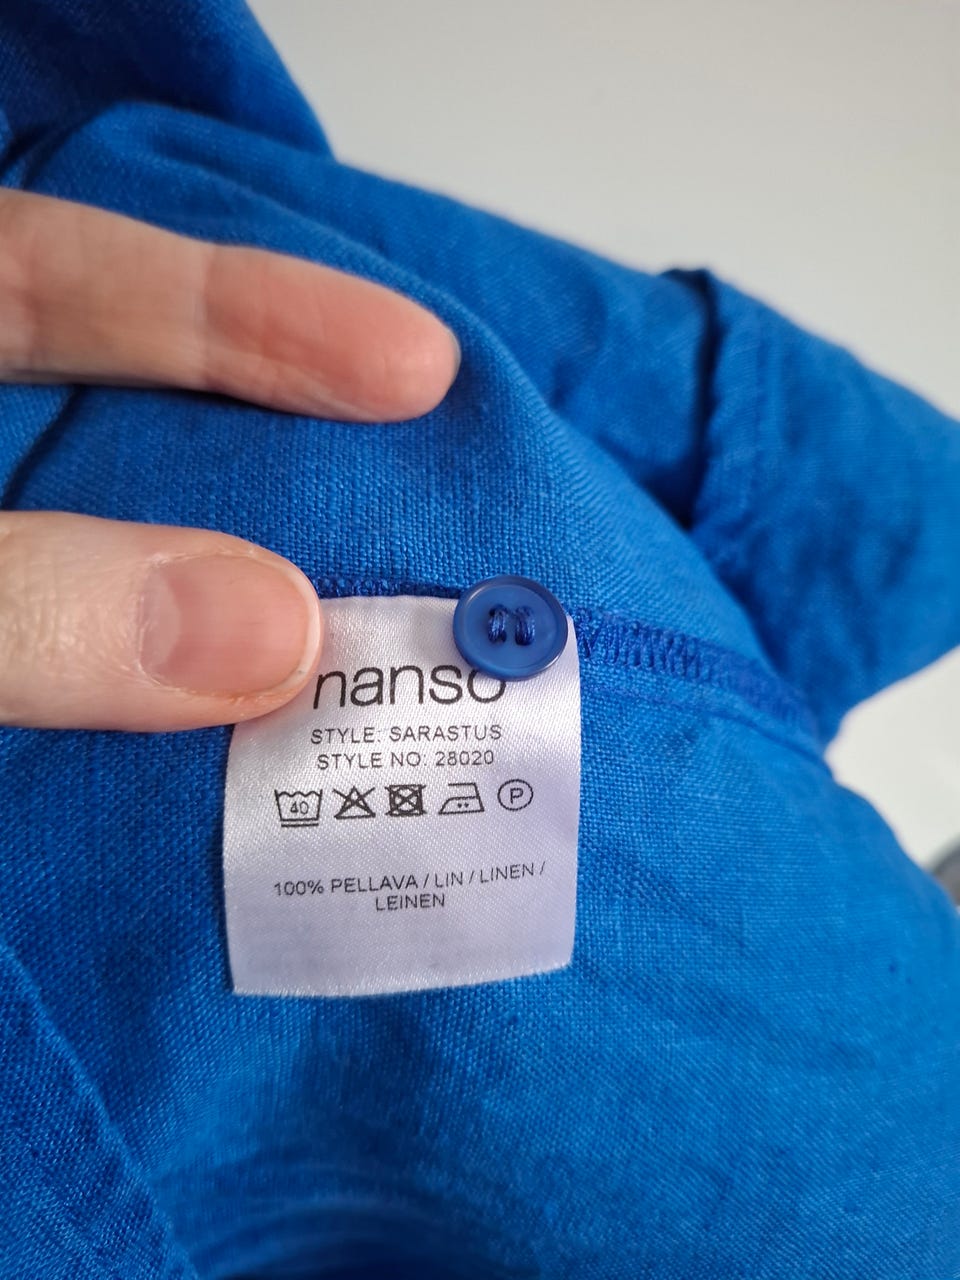 nanso
STYLE: SARASTUS
STYLE NO: 28020
40 P
100% PELLAVA / LIN / LINEN /
LEINEN